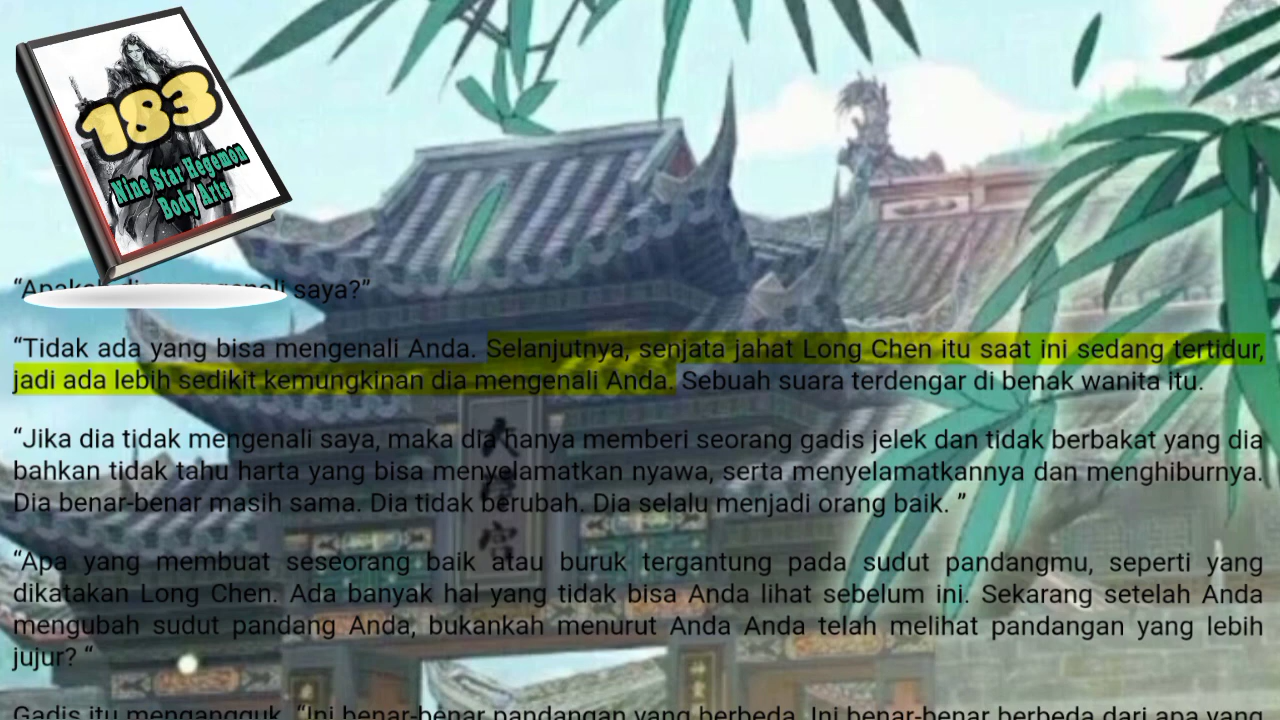 183
Nine Star Hegemon
Body Arts
saya?”
“Tidak ada yang bisa mengenali Anda. Selanjutnya, senjata jahat Long Chen itu saat ini sedang tertidur,
jadi ada lebih sedikit kemungkinan dia mengenali Anda. Sebuah suara terdengar di benak wanita itu.
“Jika dia tidak mengenali saya, maka dia hanya memberi seorang gadis jelek dan tidak berbakat yang dia
bahkan tidak tahu harta yang bisa menyelamatkan nyawa, serta menyelamatkannya dan menghiburnya.
Dia benar-benar masih sama. Dia tidak berubah. Dia selalu menjadi orang baik. ”
“Apa yang membuat seseorang baik atau buruk tergantung pada sudut pandangmu, seperti yang
dikatakan Long Chen. Ada banyak hal yang tidak bisa Anda lihat sebelum ini. Sekarang setelah Anda
mengubah sudut pandang Anda, bukankah menurut Anda Anda telah melihat pandangan yang lebih
jujur? “
Gadis itu mengangguk. “Ini benar-benar pandangan yang berbeda. Ini benar-benar berbeda dari apa yang